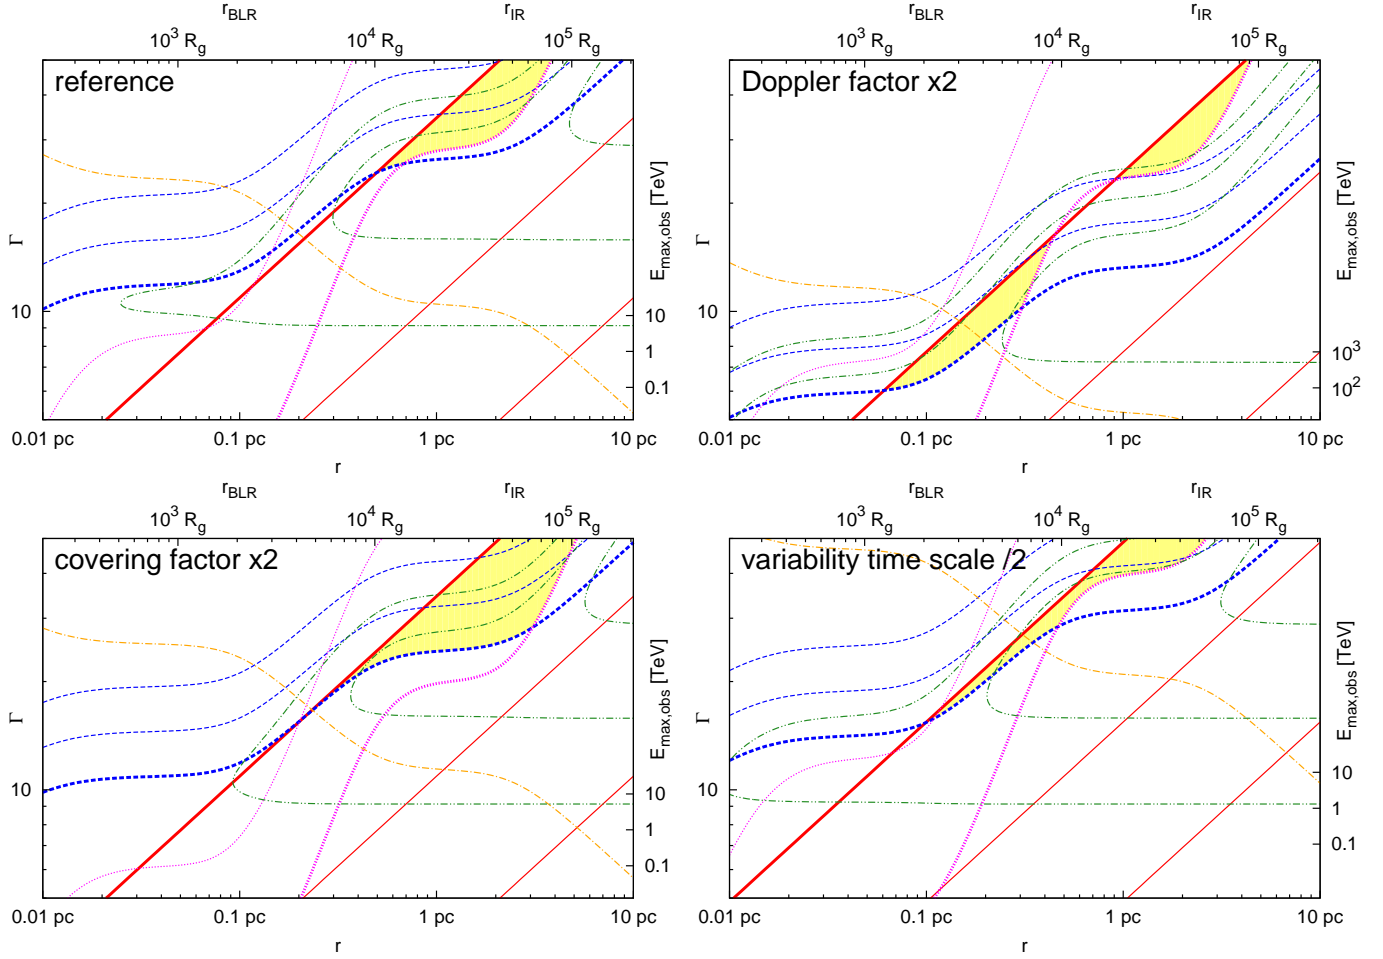 r_BLR r_IR
10^3 R_g 10^4 R_g 10^5 R_g
reference
Γ
10
E_max,obs [TeV]
10
1
0.1
0.01 pc 0.1 pc 1 pc 10 pc
r
r_BLR r_IR
10^3 R_g 10^4 R_g 10^5 R_g
Doppler factor x2
Γ
10
E_max,obs [TeV]
10^3
10^2
0.01 pc 0.1 pc 1 pc 10 pc
r
r_BLR r_IR
10^3 R_g 10^4 R_g 10^5 R_g
covering factor x2
Γ
10
E_max,obs [TeV]
10
1
0.1
0.01 pc 0.1 pc 1 pc 10 pc
r
r_BLR r_IR
10^3 R_g 10^4 R_g 10^5 R_g
variability time scale /2
Γ
10
E_max,obs [TeV]
10
1
0.1
0.01 pc 0.1 pc 1 pc 10 pc
r